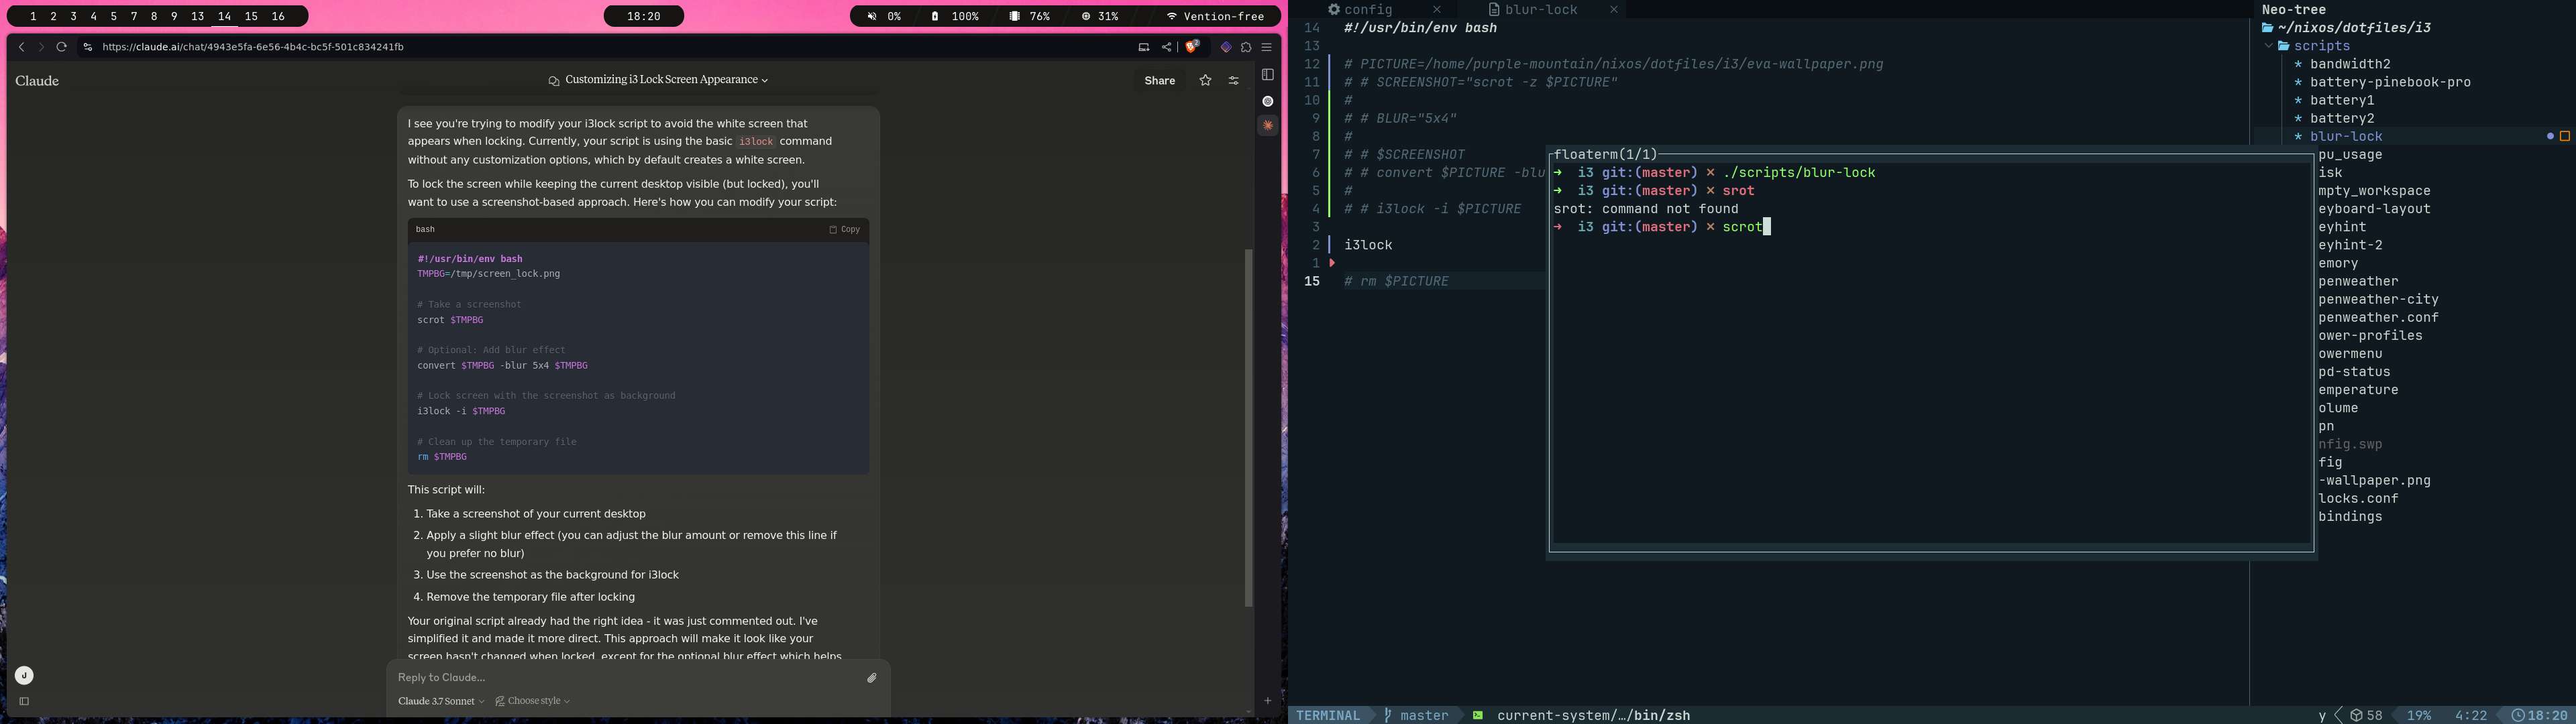 1 2 3 4 5 7 8 9 13 14 15 16
18:20
0% 100% 76% 31% Vention-free
https://claude.ai/chat/4943e5fa-6e56-4b4c-bc5f-501c834241fb
2
Claude
Customizing i3 Lock Screen Appearance
Share
I see you're trying to modify your i3lock script to avoid the white screen that
appears when locking. Currently, your script is using the basic i3lock command
without any customization options, which by default creates a white screen.
To lock the screen while keeping the current desktop visible (but locked), you'll
want to use a screenshot-based approach. Here's how you can modify your script:
bash
Copy
#!/usr/bin/env bash
TMPBG=/tmp/screen_lock.png
# Take a screenshot
scrot $TMPBG
# Optional: Add blur effect
convert $TMPBG -blur 5x4 $TMPBG
# Lock screen with the screenshot as background
i3lock -i $TMPBG
# Clean up the temporary file
rm $TMPBG
This script will:
1. Take a screenshot of your current desktop
2. Apply a slight blur effect (you can adjust the blur amount or remove this line if
you prefer no blur)
3. Use the screenshot as the background for i3lock
4. Remove the temporary file after locking
Your original script already had the right idea - it was just commented out. I've
simplified it and made it more direct. This approach will make it look like your
screen hasn't changed when locked, except for the optional blur effect which helps
J
Reply to Claude...
Claude 3.7 Sonnet
Choose style
config
blur-lock
14 #!/usr/bin/env bash
13
12 # PICTURE=/home/purple-mountain/nixos/dotfiles/i3/eva-wallpaper.png
11 # # SCREENSHOT="scrot -z $PICTURE"
10 #
9 # # BLUR="5x4"
8 #
7 # # $SCREENSHOT
6 # # convert $PICTURE -blu
5 #
4 # # i3lock -i $PICTURE
3
2 i3lock
1
15 # rm $PICTURE
floaterm(1/1)
➜ i3 git:(master) × ./scripts/blur-lock
➜ i3 git:(master) × srot
srot: command not found
➜ i3 git:(master) × scrot
Neo-tree
~/nixos/dotfiles/i3
scripts
* bandwidth2
* battery-pinebook-pro
* battery1
* battery2
* blur-lock
pu_usage
isk
mpty_workspace
eyboard-layout
eyhint
eyhint-2
emory
penweather
penweather-city
penweather.conf
ower-profiles
owermenu
pd-status
emperature
olume
pn
nfig.swp
fig
-wallpaper.png
locks.conf
bindings
TERMINAL master current-system/…/bin/zsh
y 58 19% 4:22 18:20